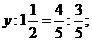 y : 1 1/2 = 4/5 : 3/5;